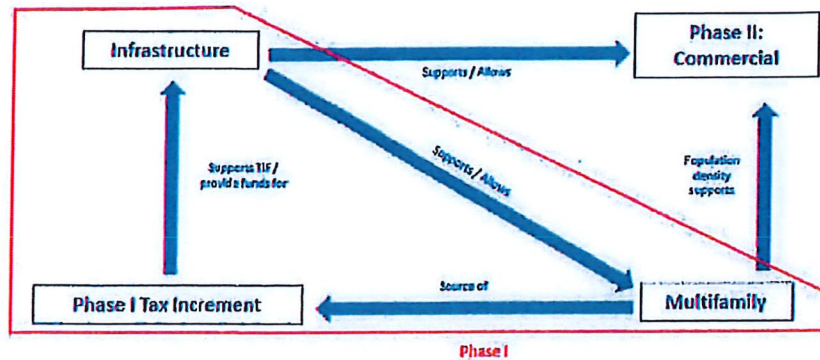 Infrastructure
Phase II:
Commercial
Supports / Allows
Supports TIF /
provide funds for
Supports / Allows
Population
density
supports
Phase I Tax Increment
Source of
Multifamily
Phase I